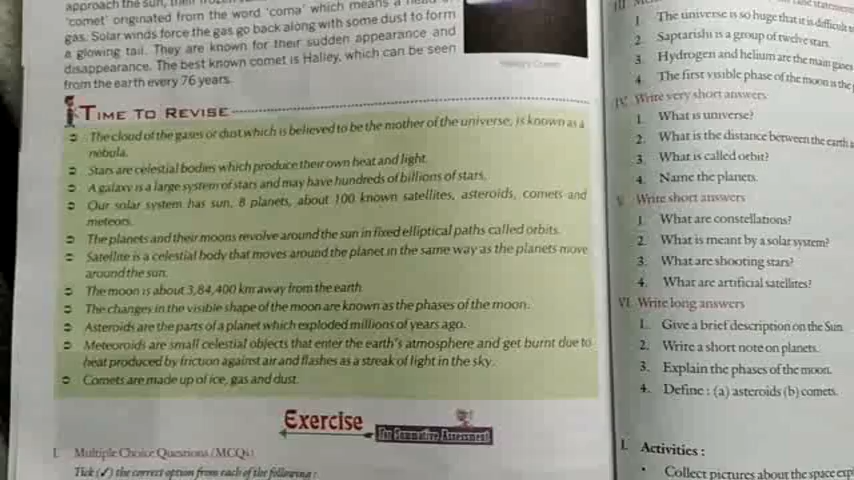 approach the sun, their frozen
'comet' originated from the word 'coma' which means a head of
gas. Solar winds force the gas go back along with some dust to form
a glowing tail. They are known for their sudden appearance and
disappearance. The best known comet is Halley, which can be seen
from the earth every 76 years.
Halley's Comet
TIME TO REVISE
The cloud of the gases or dust which is believed to be the mother of the universe, is known as a
nebula.
Stars are celestial bodies which produce their own heat and light.
A galaxy is a large system of stars and may have hundreds of billions of stars.
Our solar system has sun, 8 planets, about 100 known satellites, asteroids, comets and
meteors.
The planets and their moons revolve around the sun in fixed elliptical paths called orbits.
Satellite is a celestial body that moves around the planet in the same way as the planets move
around the sun.
The moon is about 3,84,400 km away from the earth.
The changes in the visible shape of the moon are known as the phases of the moon.
Asteroids are the parts of a planet which exploded millions of years ago.
Meteoroids are small celestial objects that enter the earth's atmosphere and get burnt due to
heat produced by friction against air and flashes as a streak of light in the sky.
Comets are made up of ice, gas and dust.
Exercise
For Summative Assessment
I. Multiple Choice Questions (MCQs)
Tick (✓) the correct option from each of the following :
III.
1. The universe is so huge that it is difficult
2. Saptarishi is a group of twelve stars.
3. Hydrogen and helium are the main gases
4. The first visible phase of the moon is the
IV. Write very short answers
1. What is universe?
2. What is the distance between the earth
3. What is called orbit?
4. Name the planets.
V. Write short answers
1. What are constellations?
2. What is meant by a solar system?
3. What are shooting stars?
4. What are artificial satellites?
VI. Write long answers
1. Give a brief description on the Sun.
2. Write a short note on planets.
3. Explain the phases of the moon.
4. Define : (a) asteroids (b) comets.
I. Activities :
• Collect pictures about the space